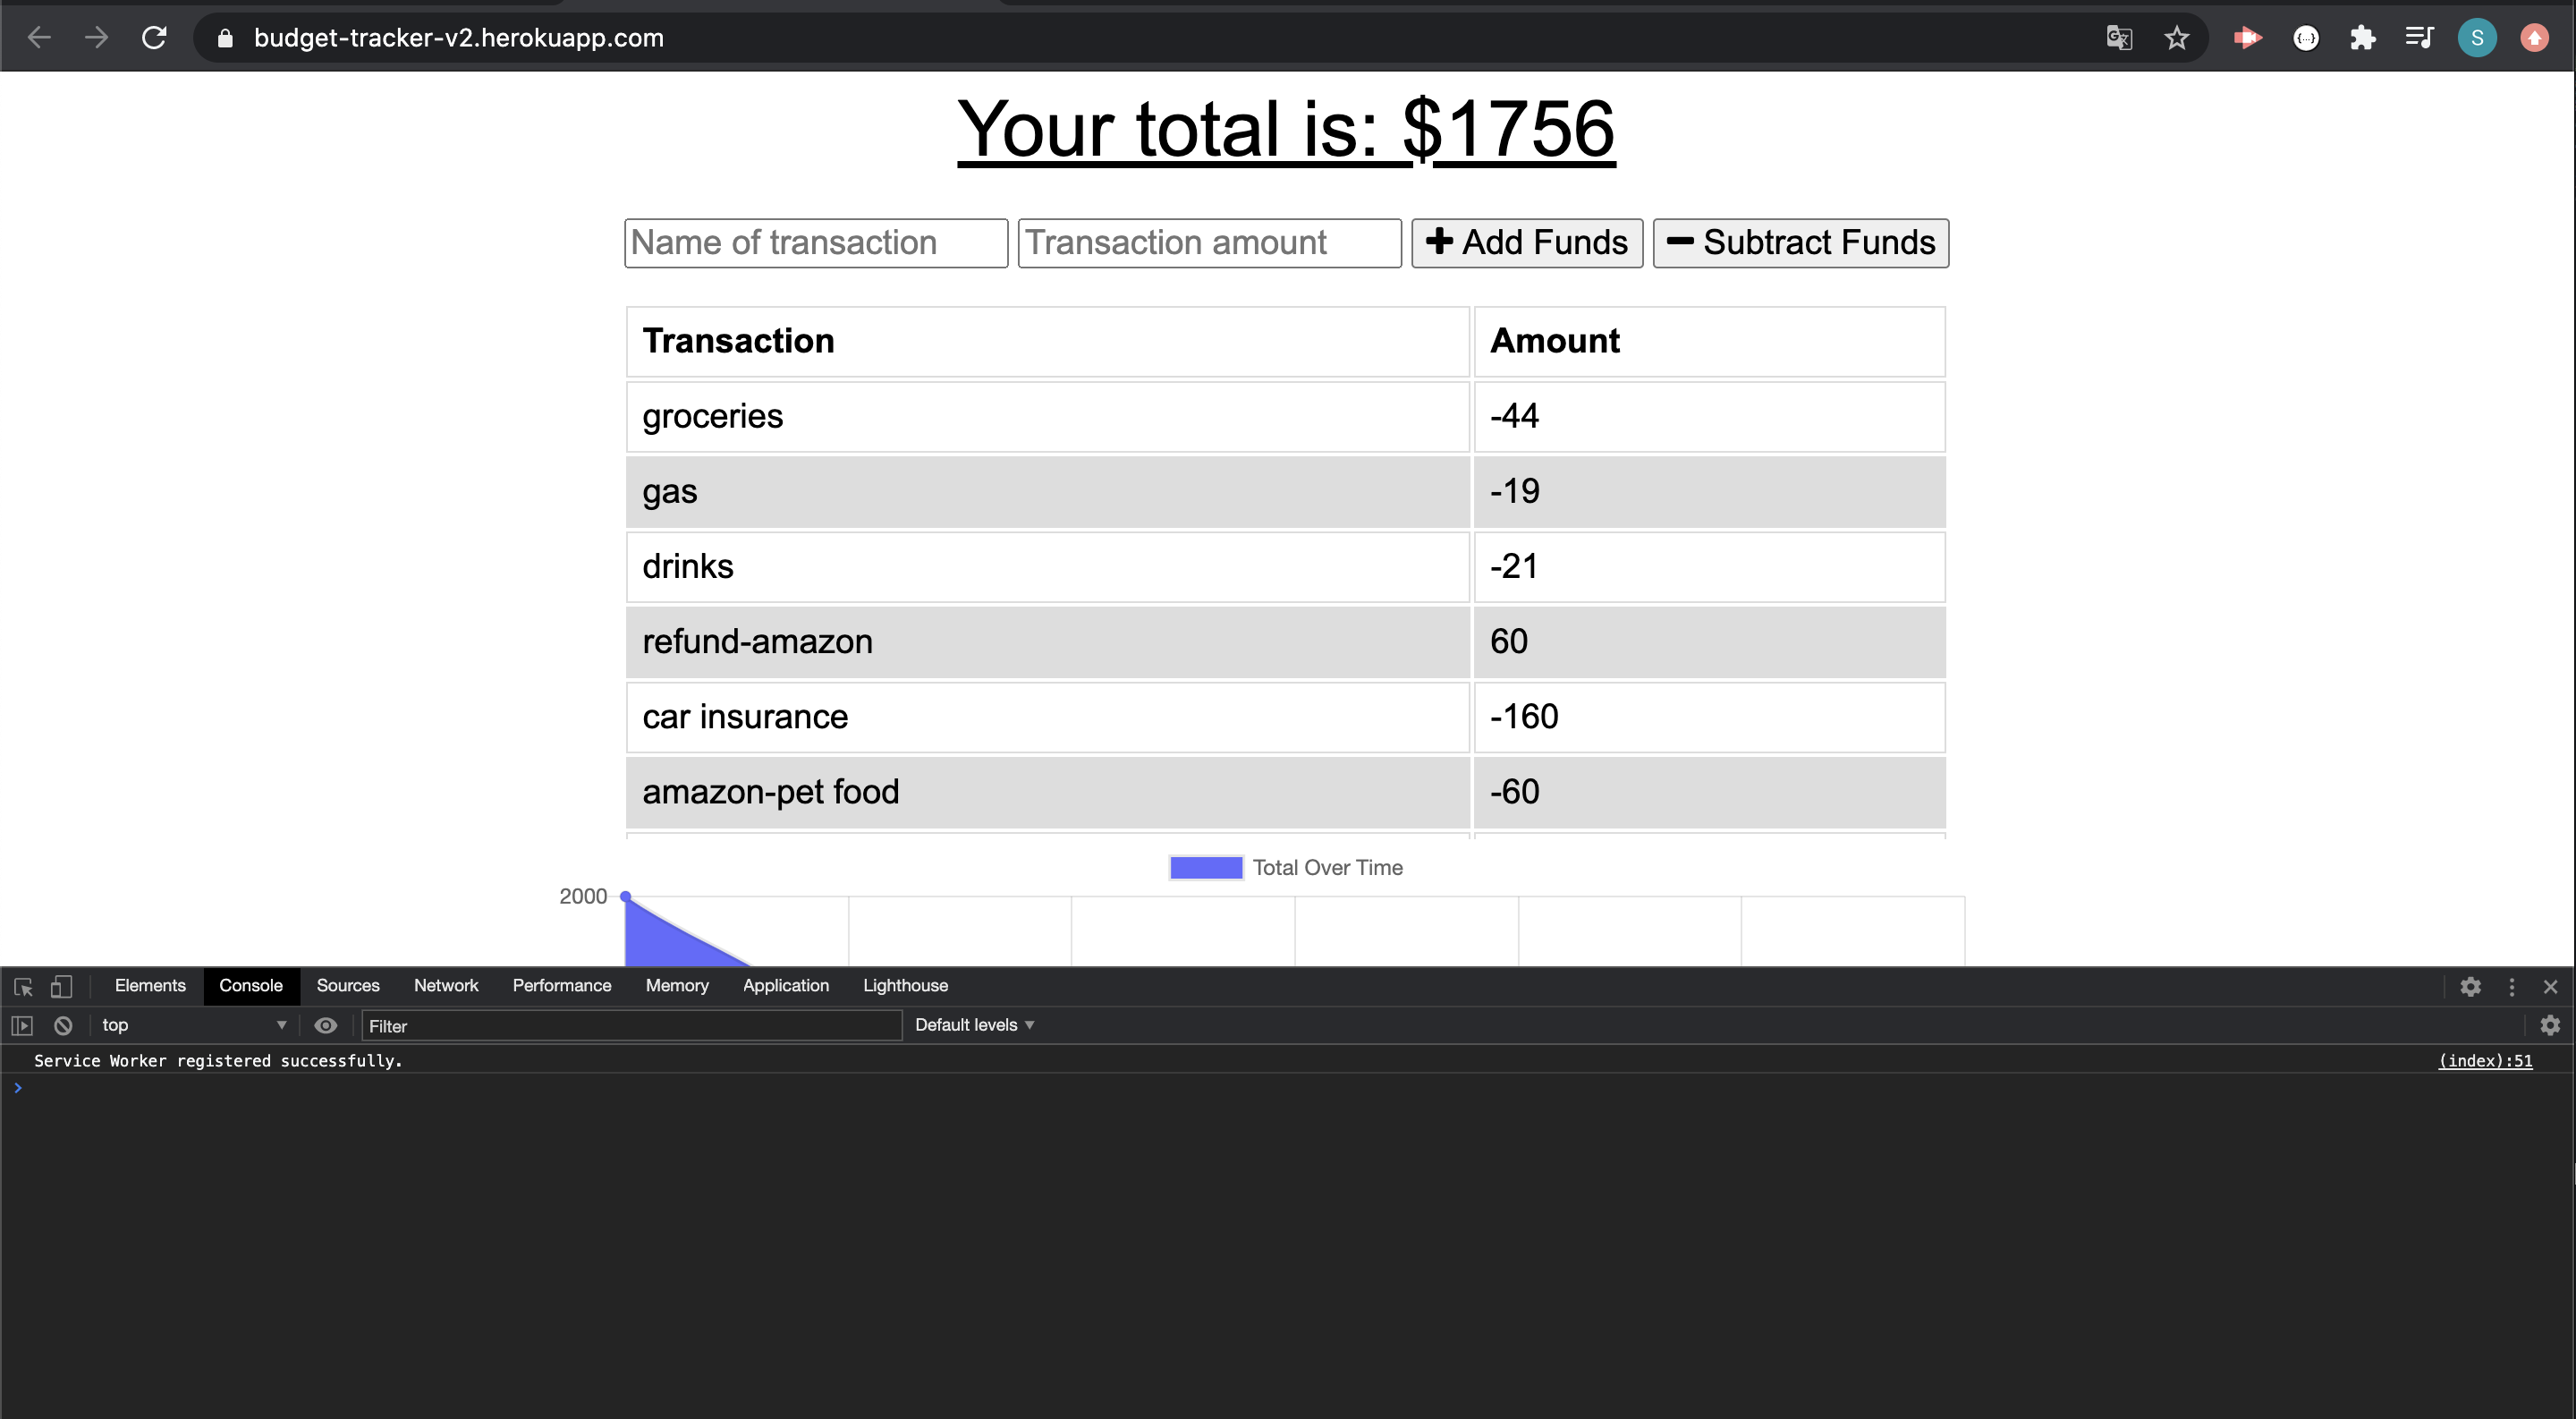 budget-tracker-v2.herokuapp.com
S
Your total is: $1756
Name of transaction Transaction amount Add Funds Subtract Funds
Transaction Amount
groceries -44
gas -19
drinks -21
refund-amazon 60
car insurance -160
amazon-pet food -60
Total Over Time
2000
Elements Console Sources Network Performance Memory Application Lighthouse
top Filter Default levels
Service Worker registered successfully. (index):51